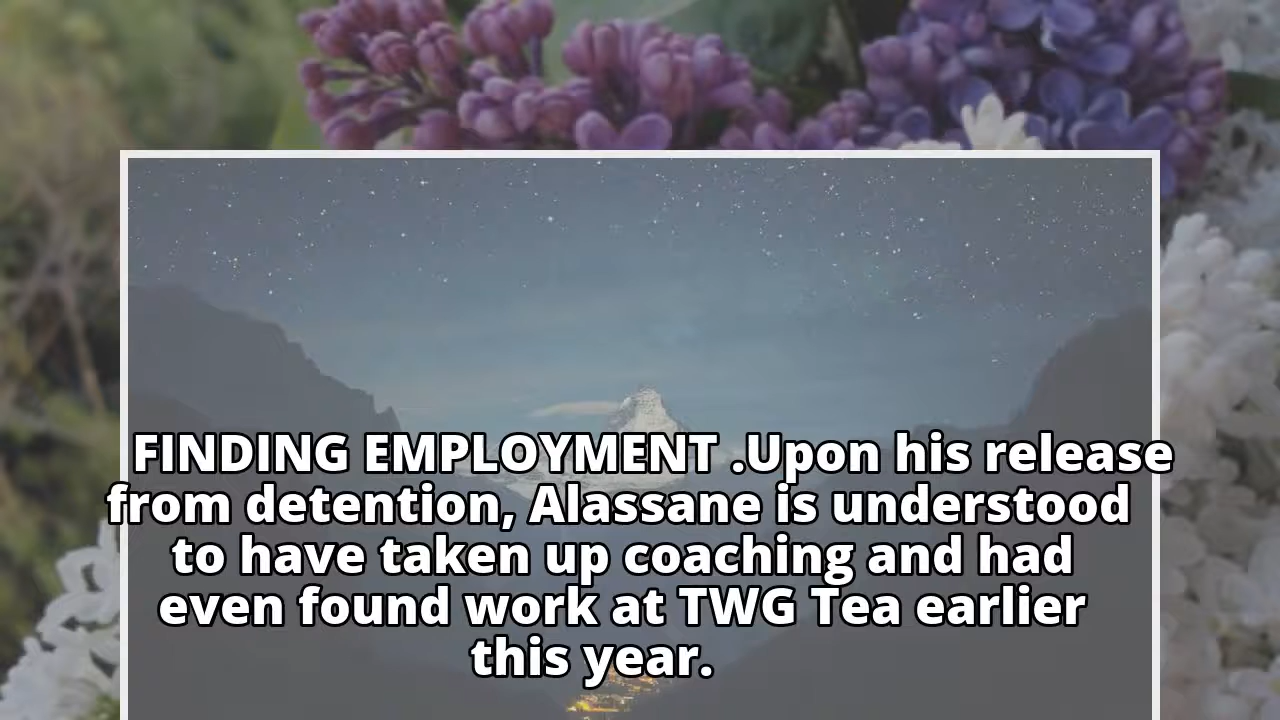 FINDING EMPLOYMENT .Upon his release
from detention, Alassane is understood
to have taken up coaching and had
even found work at TWG Tea earlier
this year.